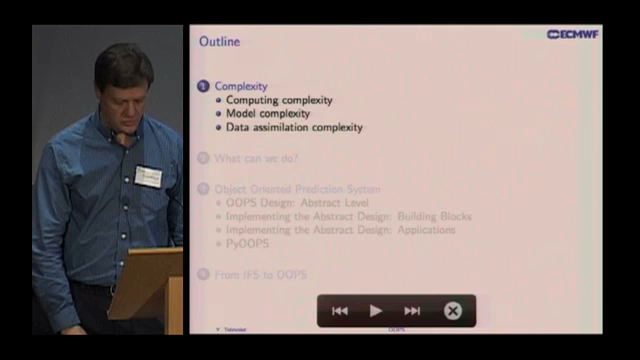 Outline
ECMWF
1 Complexity
Computing complexity
Model complexity
Data assimilation complexity
2 What can we do?
3 Object Oriented Prediction System
OOPS Design: Abstract Level
Implementing the Abstract Design: Building Blocks
Implementing the Abstract Design: Applications
PyOOPS
4 From IFS to OOPS
OOPS